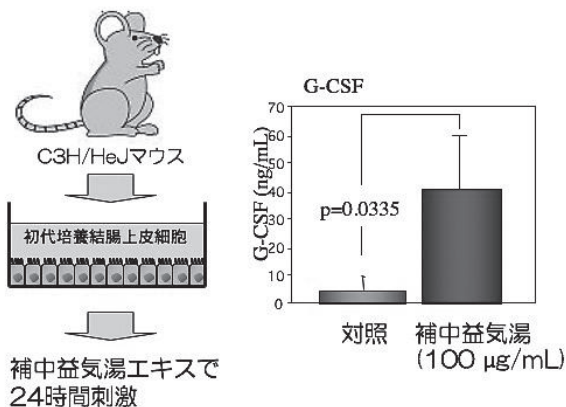 C3H/HeJマウス
初代培養結腸上皮細胞
補中益気湯エキスで
24時間刺激
G-CSF
G-CSF (ng/mL)
70
60
50
40
30
20
10
0
p=0.0335
対照
補中益気湯
(100 μg/mL)